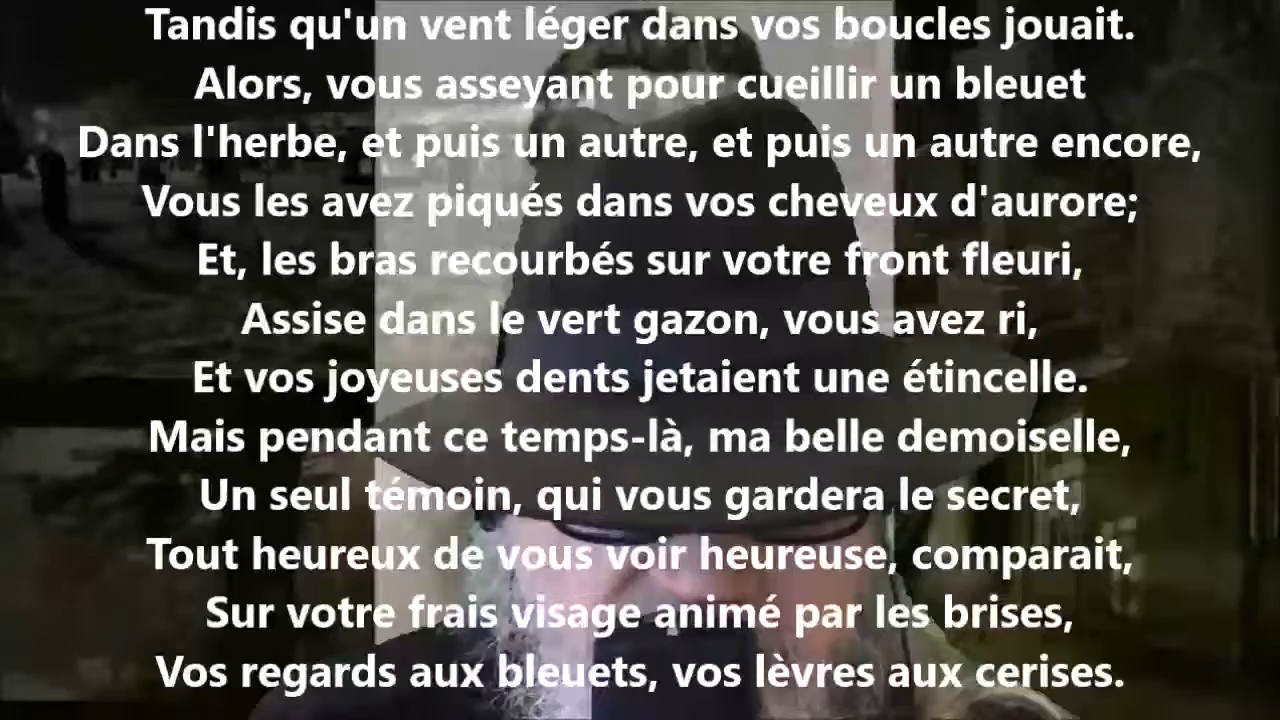 Tandis qu'un vent léger dans vos boucles jouait.
Alors, vous asseyant pour cueillir un bleuet
Dans l'herbe, et puis un autre, et puis un autre encore,
Vous les avez piqués dans vos cheveux d'aurore;
Et, les bras recourbés sur votre front fleuri,
Assise dans le vert gazon, vous avez ri,
Et vos joyeuses dents jetaient une étincelle.
Mais pendant ce temps-là, ma belle demoiselle,
Un seul témoin, qui vous gardera le secret,
Tout heureux de vous voir heureuse, comparait,
Sur votre frais visage animé par les brises,
Vos regards aux bleuets, vos lèvres aux cerises.